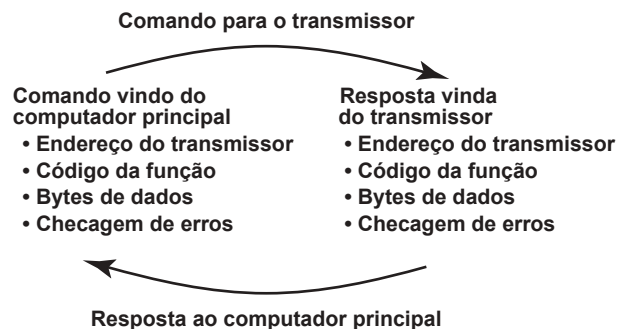 Comando para o transmissor
Comando vindo do
computador principal
• Endereço do transmissor
• Código da função
• Bytes de dados
• Checagem de erros
Resposta vinda
do transmissor
• Endereço do transmissor
• Código da função
• Bytes de dados
• Checagem de erros
Resposta ao computador principal